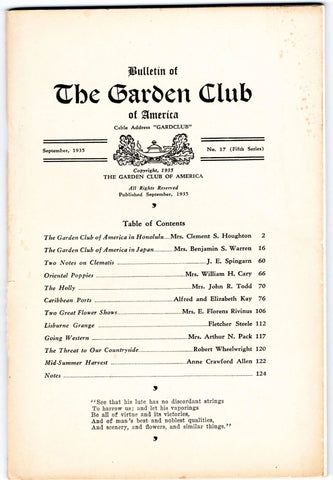 Bulletin of
The Garden Club
of America
Cable Address "GARDCLUB"
September, 1935
No. 17 (Fifth Series)
Copyright, 1935
THE GARDEN CLUB OF AMERICA
All Rights Reserved
Published September, 1935
Table of Contents
The Garden Club of America in Honolulu Mrs. Clement S. Houghton 2
The Garden Club of America in Japan Mrs. Benjamin S. Warren 16
Two Notes on Clematis J. E. Spingarn 60
Oriental Poppies Mrs. William H. Cary 66
The Holly Mrs. John R. Todd 70
Caribbean Ports Alfred and Elizabeth Kay 76
Two Great Flower Shows Mrs. E. Florens Rivinus 106
Lisburne Grange Fletcher Steele 112
Going Western Mrs. Arthur N. Pack 117
The Threat to Our Countryside Robert Wheelwright 120
Mid-Summer Harvest Anne Crawford Allen 122
Notes 124
"See that his lute has no discordant strings
To harrow us; and let his vaporings
Be all of virtue and its victories,
And of man's best and noblest qualities,
And scenery, and flowers, and similar things."